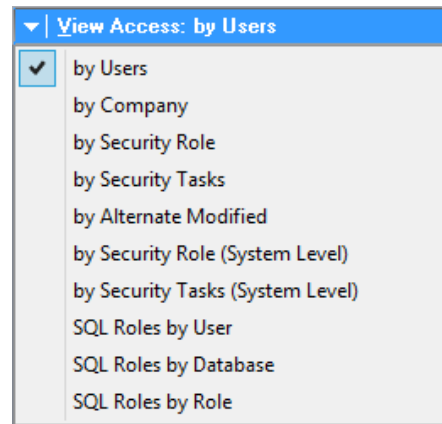 View Access: by Users
by Users
by Company
by Security Role
by Security Tasks
by Alternate Modified
by Security Role (System Level)
by Security Tasks (System Level)
SQL Roles by User
SQL Roles by Database
SQL Roles by Role